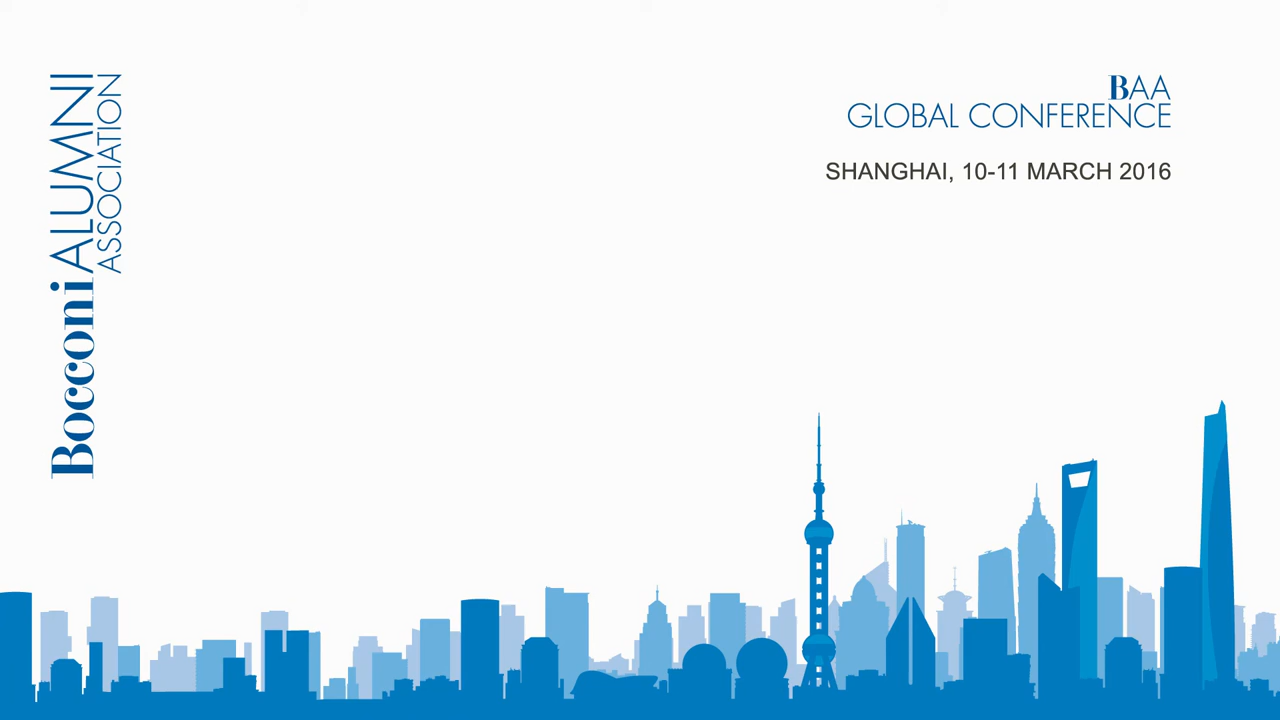 Bocconi ALUMNI
ASSOCIATION
BAA
GLOBAL CONFERENCE
SHANGHAI, 10-11 MARCH 2016